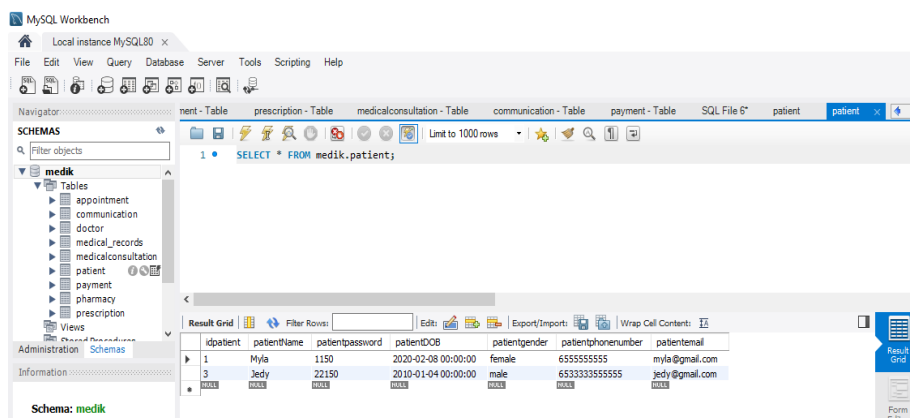 MySQL Workbench
Local instance MySQL80 ×
File Edit View Query Database Server Tools Scripting Help
Navigator
ment - Table prescription - Table medicalconsultation - Table communication - Table payment - Table SQL File 6* patient patient ×
SCHEMAS
Limit to 1000 rows
Filter objects
1 SELECT * FROM medik.patient;
medik
Tables
appointment
communication
doctor
medical_records
medicalconsultation
patient
payment
pharmacy
prescription
Views
Stored Procedures
Administration Schemas
Information
Schema: medik
Result Grid Filter Rows: Edit: Export/Import: Wrap Cell Content:
idpatient patientName patientpassword patientDOB patientgender patientphonenumber patientemail
1 Myla 1150 2020-02-08 00:00:00 female 6555555555 myla@gmail.com
3 Jedy 22150 2010-01-04 00:00:00 male 6533333555555 jedy@gmail.com
NULL NULL NULL NULL NULL NULL NULL
Result
Grid
Form